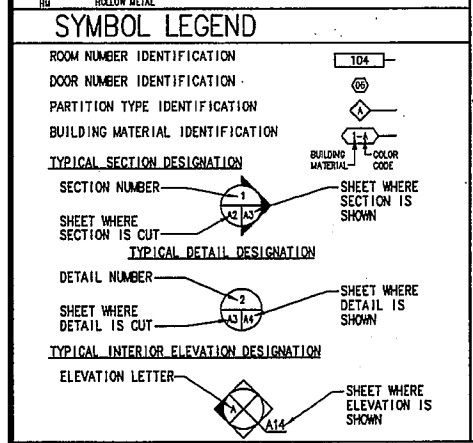 HM HOLLOW METAL
SYMBOL LEGEND
ROOM NUMBER IDENTIFICATION 104
DOOR NUMBER IDENTIFICATION 06
PARTITION TYPE IDENTIFICATION A
BUILDING MATERIAL IDENTIFICATION 1-A
BUILDING MATERIAL
COLOR CODE
TYPICAL SECTION DESIGNATION
SECTION NUMBER
1
A2 A3
SHEET WHERE
SECTION IS CUT
SHEET WHERE
SECTION IS
SHOWN
TYPICAL DETAIL DESIGNATION
DETAIL NUMBER
2
A3 A4
SHEET WHERE
DETAIL IS CUT
SHEET WHERE
DETAIL IS
SHOWN
TYPICAL INTERIOR ELEVATION DESIGNATION
ELEVATION LETTER
A
A14
SHEET WHERE
ELEVATION IS
SHOWN